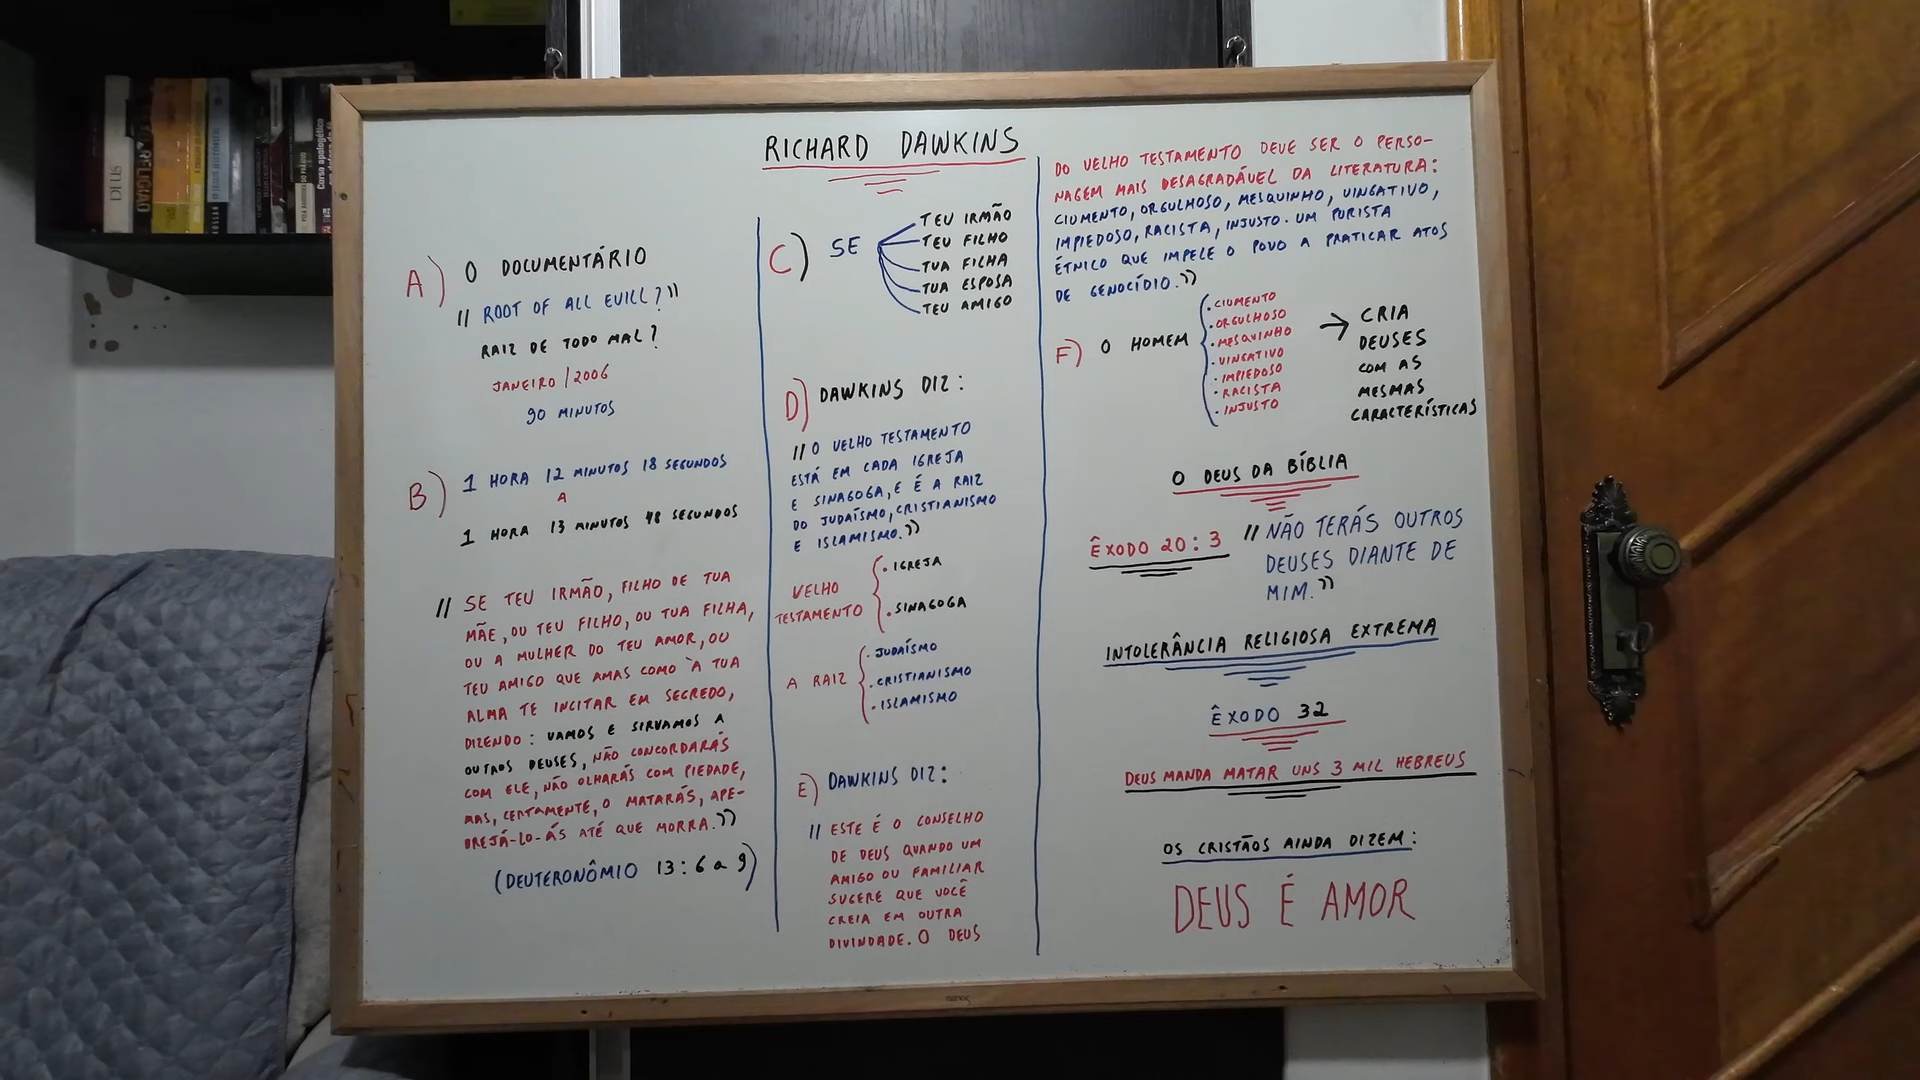 RICHARD DAWKINS
A) O DOCUMENTÁRIO
"ROOT OF ALL EVILL?"
RAIZ DE TODO MAL?
JANEIRO/2006
90 MINUTOS
B) 1 HORA 12 MINUTOS 18 SEGUNDOS
A
1 HORA 13 MINUTOS 48 SEGUNDOS
"SE TEU IRMÃO, FILHO DE TUA
MÃE, OU TEU FILHO, OU TUA FILHA,
OU A MULHER DO TEU AMOR, OU
TEU AMIGO QUE AMAS COMO À TUA
ALMA TE INCITAR EM SEGREDO,
DIZENDO: VAMOS E SIRVAMOS A
OUTROS DEUSES, NÃO CONCORDARÁS
COM ELE, NÃO OLHARÁS COM PIEDADE,
MAS, CERTAMENTE, O MATARÁS, APE-
DREJÁ-LO-ÁS ATÉ QUE MORRA."
(DEUTERONÔMIO 13:6 a 9)
C) SE
TEU IRMÃO
TEU FILHO
TUA FILHA
TUA ESPOSA
TEU AMIGO
D) DAWKINS DIZ:
"O VELHO TESTAMENTO
ESTÁ EM CADA IGREJA
E SINAGOGA, E É A RAIZ
DO JUDAÍSMO, CRISTIANISMO
E ISLAMISMO."
VELHO
TESTAMENTO
. IGREJA
. SINAGOGA
A RAIZ
. JUDAÍSMO
. CRISTIANISMO
. ISLAMISMO
E) DAWKINS DIZ:
"ESTE É O CONSELHO
DE DEUS QUANDO UM
AMIGO OU FAMILIAR
SUGERE QUE VOCÊ
CREIA EM OUTRA
DIVINDADE. O DEUS
DO VELHO TESTAMENTO DEVE SER O PERSO-
NAGEM MAIS DESAGRADÁVEL DA LITERATURA:
CIUMENTO, ORGULHOSO, MESQUINHO, VINGATIVO,
IMPIEDOSO, RACISTA, INJUSTO. UM PURISTA
ÉTNICO QUE IMPELE O POVO A PRATICAR ATOS
DE GENOCÍDIO."
F) O HOMEM
. CIUMENTO
. ORGULHOSO
. MESQUINHO
. VINGATIVO
. IMPIEDOSO
. RACISTA
. INJUSTO
→ CRIA
DEUSES
COM AS
MESMAS
CARACTERÍSTICAS
O DEUS DA BÍBLIA
ÊXODO 20:3 "NÃO TERÁS OUTROS
DEUSES DIANTE DE
MIM."
INTOLERÂNCIA RELIGIOSA EXTREMA
ÊXODO 32
DEUS MANDA MATAR UNS 3 MIL HEBREUS
OS CRISTÃOS AINDA DIZEM:
DEUS É AMOR
DEUS
RELIGIÃO